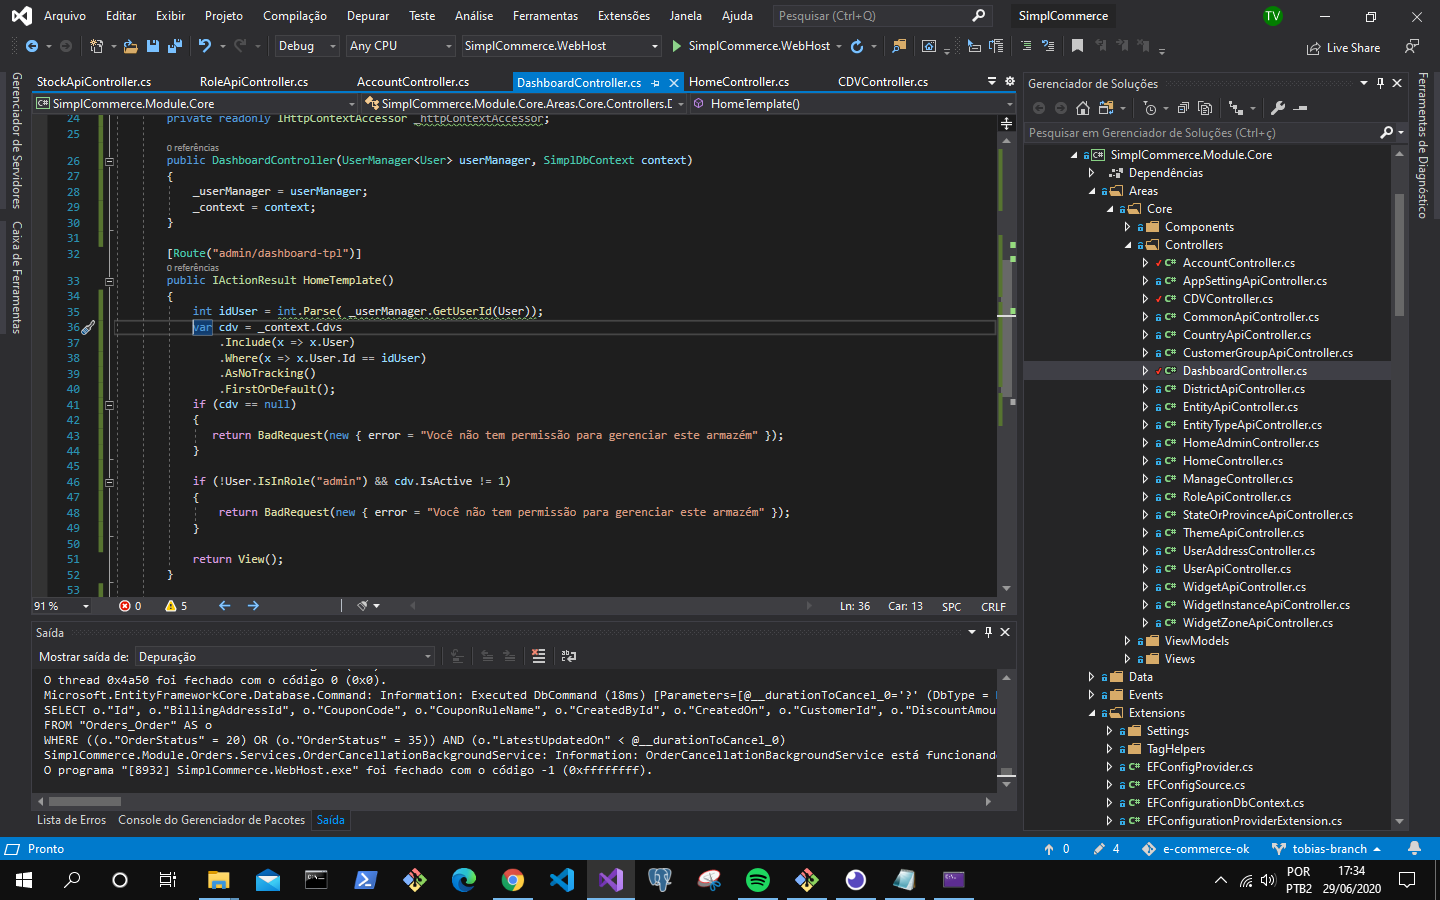 Arquivo Editar Exibir Projeto Compilação Depurar Teste Análise Ferramentas Extensões Janela Ajuda Pesquisar (Ctrl+Q) SimplCommerce TV
Debug Any CPU SimplCommerce.WebHost SimplCommerce.WebHost Live Share
StockApiController.cs RoleApiController.cs AccountController.cs DashboardController.cs HomeController.cs CDVController.cs
SimplCommerce.Module.Core SimplCommerce.Module.Core.Areas.Core.Controllers.D HomeTemplate()
Gerenciador de Servidores
Caixa de Ferramentas
24 private readonly IHttpContextAccessor _httpContextAccessor;
25
0 referências
26 public DashboardController(UserManager<User> userManager, SimplDbContext context)
27 {
28 _userManager = userManager;
29 _context = context;
30 }
31
32 [Route("admin/dashboard-tpl")]
0 referências
33 public IActionResult HomeTemplate()
34 {
35 int idUser = int.Parse( _userManager.GetUserId(User));
36 var cdv = _context.Cdvs
37 .Include(x => x.User)
38 .Where(x => x.User.Id == idUser)
39 .AsNoTracking()
40 .FirstOrDefault();
41 if (cdv == null)
42 {
43 return BadRequest(new { error = "Você não tem permissão para gerenciar este armazém" });
44 }
45
46 if (!User.IsInRole("admin") && cdv.IsActive != 1)
47 {
48 return BadRequest(new { error = "Você não tem permissão para gerenciar este armazém" });
49 }
50
51 return View();
52 }
53
91 % 0 5 Ln: 36 Car: 13 SPC CRLF
Saída
Mostrar saída de: Depuração
O thread 0x4a50 foi fechado com o código 0 (0x0).
Microsoft.EntityFrameworkCore.Database.Command: Information: Executed DbCommand (18ms) [Parameters=[@__durationToCancel_0='?' (DbType =
SELECT o."Id", o."BillingAddressId", o."CouponCode", o."CouponRuleName", o."CreatedById", o."CreatedOn", o."CustomerId", o."DiscountAmou
FROM "Orders_Order" AS o
WHERE ((o."OrderStatus" = 20) OR (o."OrderStatus" = 35)) AND (o."LatestUpdatedOn" < @__durationToCancel_0)
SimplCommerce.Module.Orders.Services.OrderCancellationBackgroundService: Information: OrderCancellationBackgroundService está funcionand
O programa "[8932] SimplCommerce.WebHost.exe" foi fechado com o código -1 (0xffffffff).
Lista de Erros Console do Gerenciador de Pacotes Saída
Gerenciador de Soluções
Pesquisar em Gerenciador de Soluções (Ctrl+ç)
SimplCommerce.Module.Core
Dependências
Areas
Core
Components
Controllers
AccountController.cs
AppSettingApiController.cs
CDVController.cs
CommonApiController.cs
CountryApiController.cs
CustomerGroupApiController.cs
DashboardController.cs
DistrictApiController.cs
EntityApiController.cs
EntityTypeApiController.cs
HomeAdminController.cs
HomeController.cs
ManageController.cs
RoleApiController.cs
StateOrProvinceApiController.cs
ThemeApiController.cs
UserAddressController.cs
UserApiController.cs
WidgetApiController.cs
WidgetInstanceApiController.cs
WidgetZoneApiController.cs
ViewModels
Views
Data
Events
Extensions
Settings
TagHelpers
EFConfigProvider.cs
EFConfigSource.cs
EFConfigurationDbContext.cs
EFConfigurationProviderExtension.cs
Ferramentas de Diagnóstico
Pronto 0 4 e-commerce-ok tobias-branch
POR 17:34
PTB2 29/06/2020